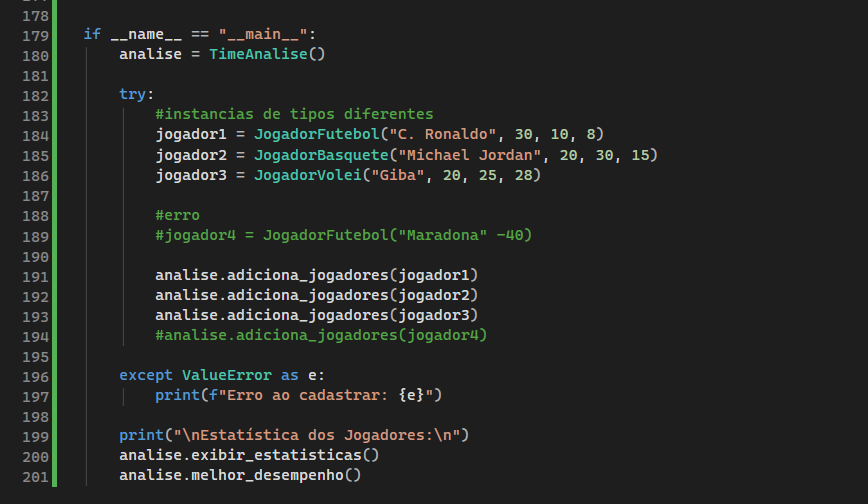 178
179 if __name__ == "__main__":
180 analise = TimeAnalise()
181
182 try:
183 #instancias de tipos diferentes
184 jogador1 = JogadorFutebol("C. Ronaldo", 30, 10, 8)
185 jogador2 = JogadorBasquete("Michael Jordan", 20, 30, 15)
186 jogador3 = JogadorVolei("Giba", 20, 25, 28)
187
188 #erro
189 #jogador4 = JogadorFutebol("Maradona" -40)
190
191 analise.adiciona_jogadores(jogador1)
192 analise.adiciona_jogadores(jogador2)
193 analise.adiciona_jogadores(jogador3)
194 #analise.adiciona_jogadores(jogador4)
195
196 except ValueError as e:
197 print(f"Erro ao cadastrar: {e}")
198
199 print("\nEstatística dos Jogadores:\n")
200 analise.exibir_estatisticas()
201 analise.melhor_desempenho()